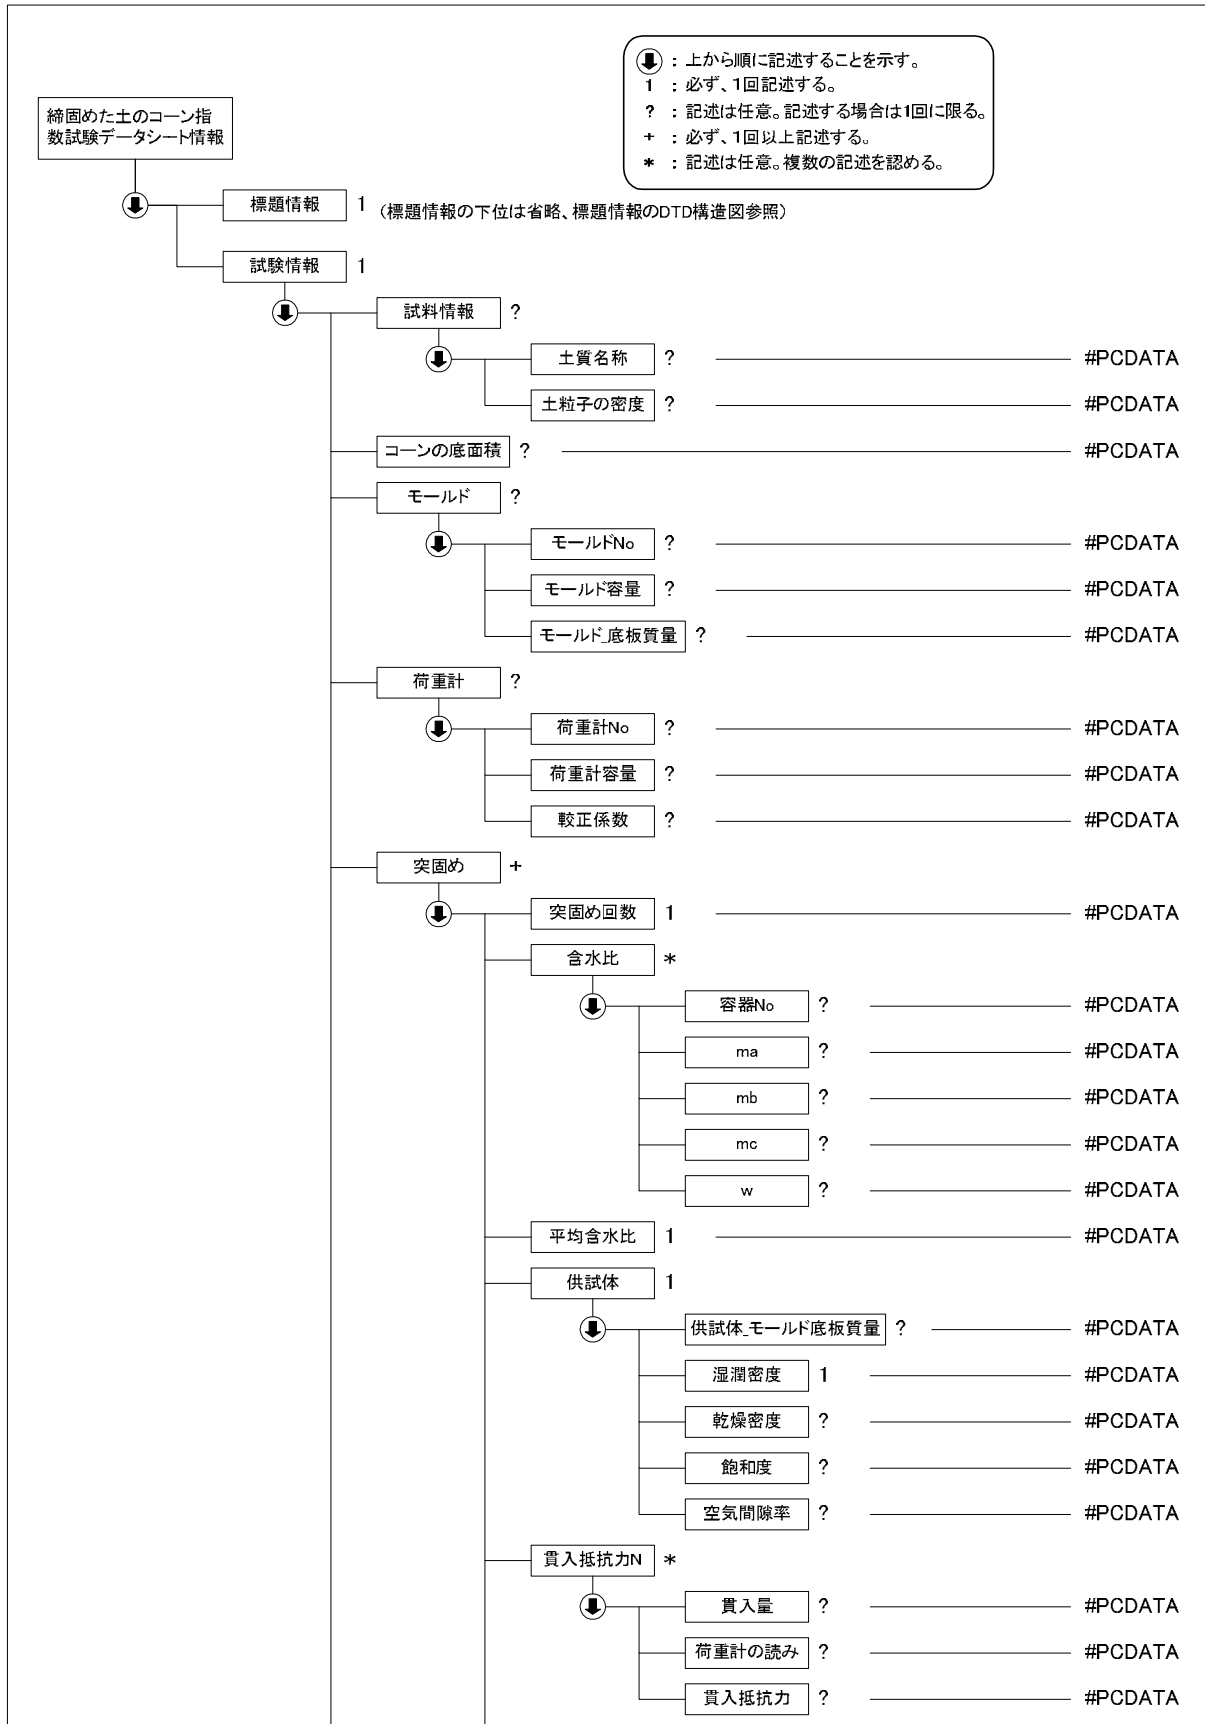 ：上から順に記述することを示す。
1 ：必ず、1回記述する。
? ：記述は任意。記述する場合は1回に限る。
+ ：必ず、1回以上記述する。
* ：記述は任意。複数の記述を認める。
締固めた土のコーン指
数試験データシート情報
標題情報 1 （標題情報の下位は省略、標題情報のDTD構造図参照）
試験情報 1
試料情報 ?
土質名称 ? #PCDATA
土粒子の密度 ? #PCDATA
コーンの底面積 ? #PCDATA
モールド ?
モールドNo ? #PCDATA
モールド容量 ? #PCDATA
モールド_底板質量 ? #PCDATA
荷重計 ?
荷重計No ? #PCDATA
荷重計容量 ? #PCDATA
較正係数 ? #PCDATA
突固め +
突固め回数 1 #PCDATA
含水比 *
容器No ? #PCDATA
ma ? #PCDATA
mb ? #PCDATA
mc ? #PCDATA
w ? #PCDATA
平均含水比 1 #PCDATA
供試体 1
供試体_モールド底板質量 ? #PCDATA
湿潤密度 1 #PCDATA
乾燥密度 ? #PCDATA
飽和度 ? #PCDATA
空気間隙率 ? #PCDATA
貫入抵抗力N *
貫入量 ? #PCDATA
荷重計の読み ? #PCDATA
貫入抵抗力 ? #PCDATA